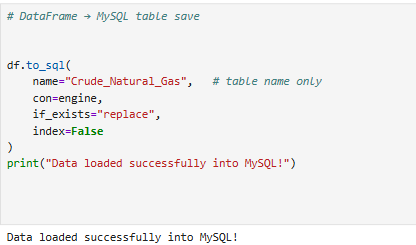 # DataFrame → MySQL table save
df.to_sql(
    name="Crude_Natural_Gas",   # table name only
    con=engine,
    if_exists="replace",
    index=False
)
print("Data loaded successfully into MySQL!")
Data loaded successfully into MySQL!